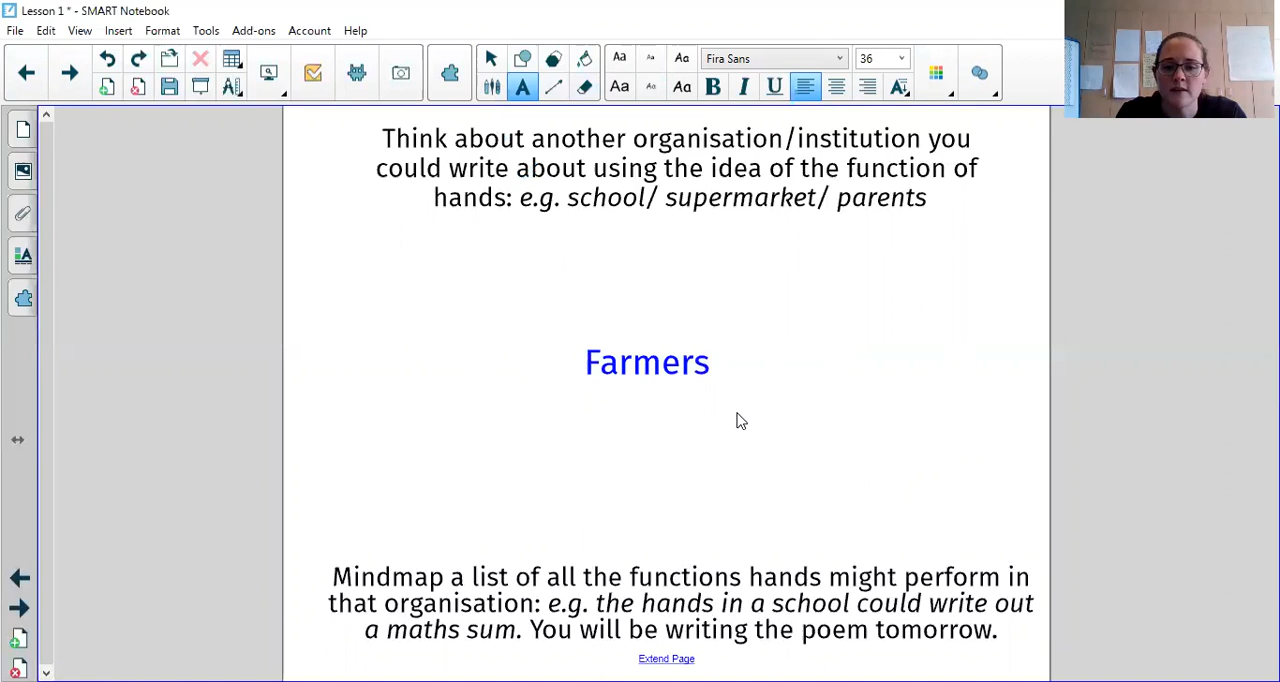 Lesson 1 * - SMART Notebook
File Edit View Insert Format Tools Add-ons Account Help
Fira Sans 36
Think about another organisation/institution you
could write about using the idea of the function of
hands: e.g. school/ supermarket/ parents
Farmers
Mindmap a list of all the functions hands might perform in
that organisation: e.g. the hands in a school could write out
a maths sum. You will be writing the poem tomorrow.
Extend Page